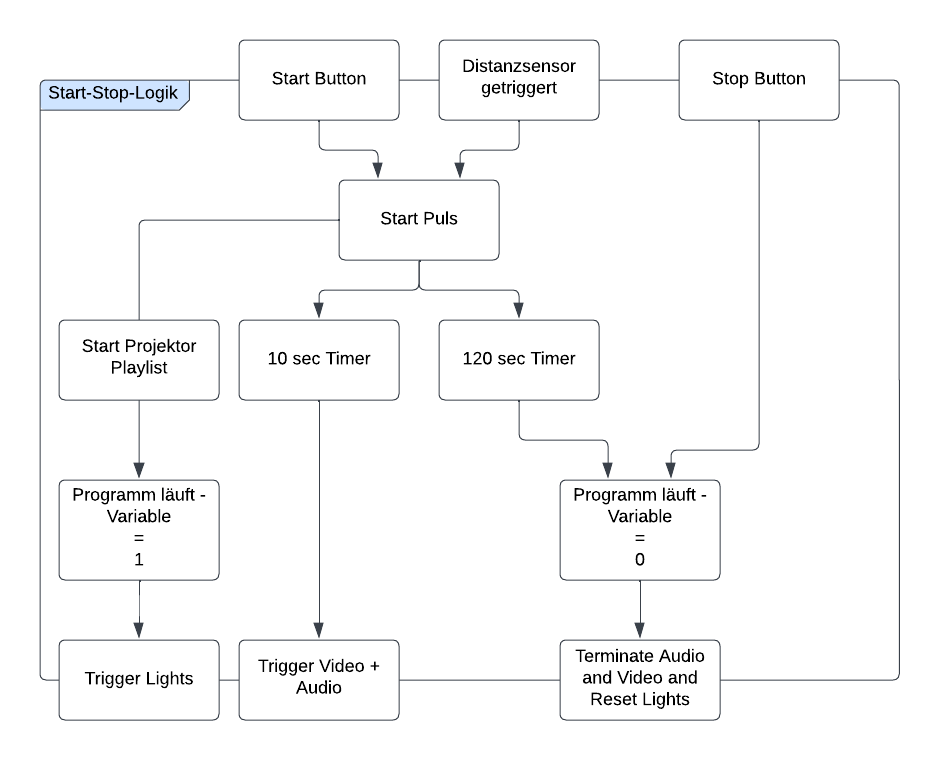 Start-Stop-Logik
Start Button
Distanzsensor
getriggert
Stop Button
Start Puls
Start Projektor
Playlist
10 sec Timer
120 sec Timer
Programm läuft -
Variable
=
1
Programm läuft -
Variable
=
0
Trigger Lights
Trigger Video +
Audio
Terminate Audio
and Video and
Reset Lights